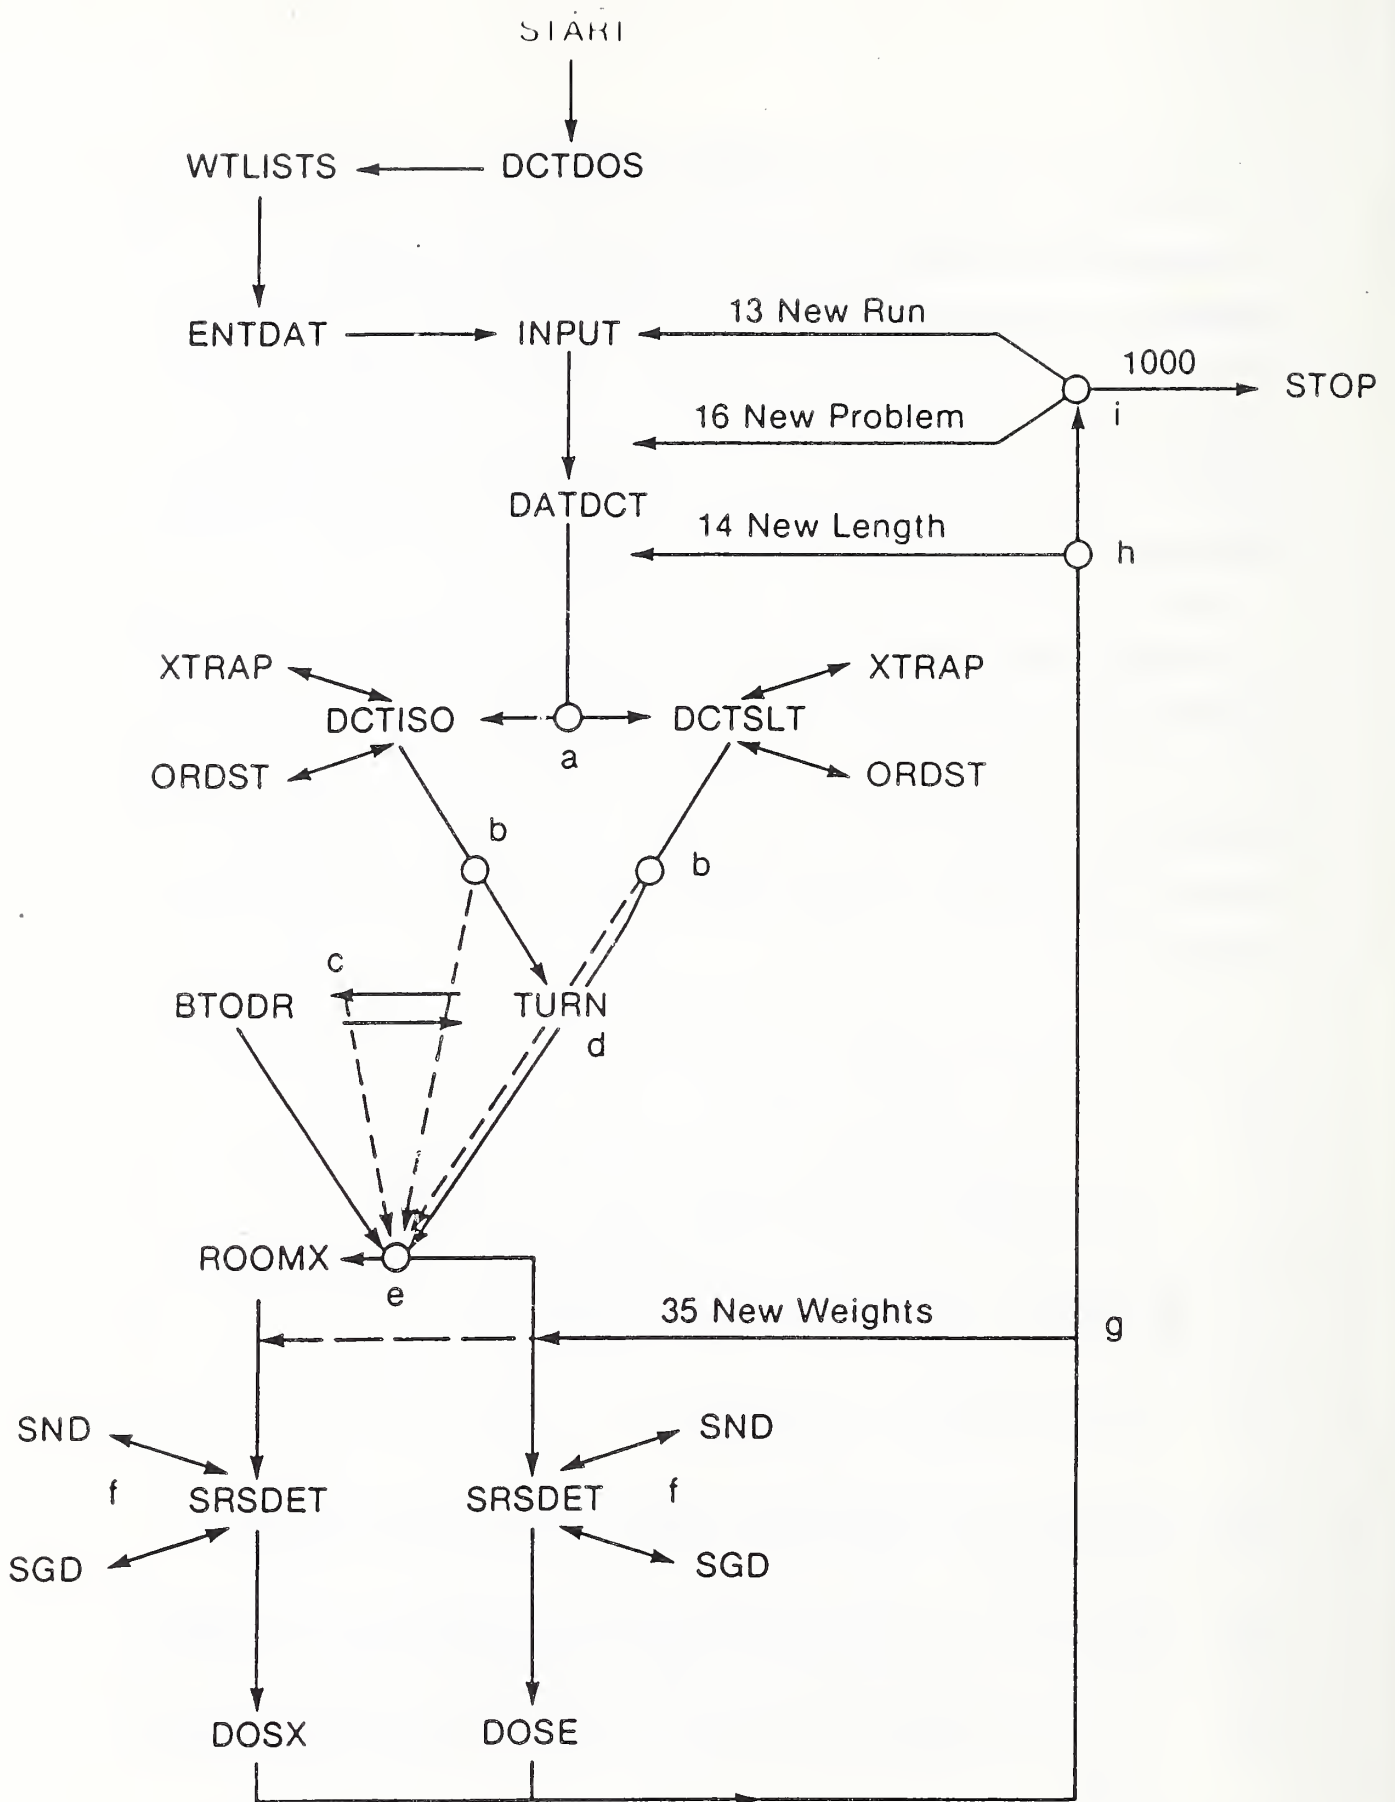 START
WTLISTS DCTDOS
13 New Run
ENTDAT INPUT
1000
STOP
i
16 New Problem
DATDCT
14 New Length
h
XTRAP XTRAP
DCTISO DCTSLT
a
ORDST ORDST
b
b
c
BTODR TURN
d
ROOMX
e
35 New Weights
g
SND SND
f SRSDET SRSDET f
SGD SGD
DOSX DOSE